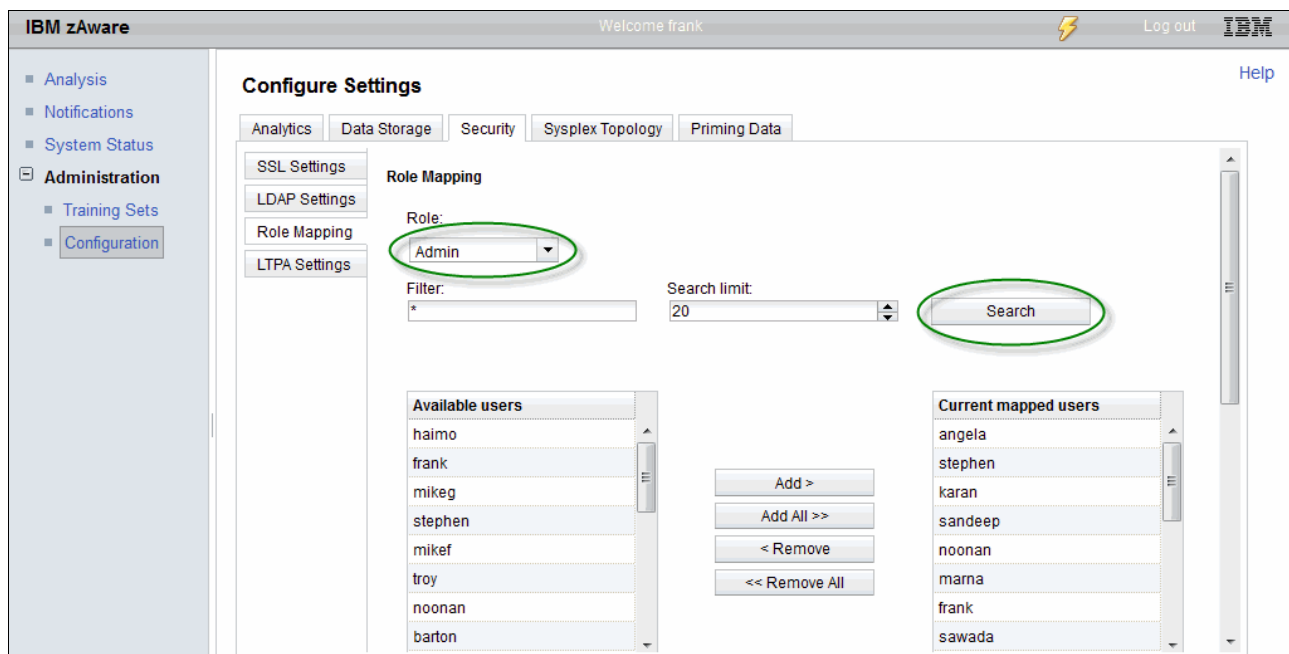 IBM zAware
Welcome frank
Log out
IBM
Analysis
Notifications
System Status
Administration
Training Sets
Configuration
Help
Configure Settings
Analytics
Data Storage
Security
Sysplex Topology
Priming Data
SSL Settings
LDAP Settings
Role Mapping
LTPA Settings
Role Mapping
Role:
Admin
Filter:
*
Search limit:
20
Search
Available users
haimo
frank
mikeg
stephen
mikef
troy
noonan
barton
Add >
Add All >>
< Remove
<< Remove All
Current mapped users
angela
stephen
karan
sandeep
noonan
marna
frank
sawada